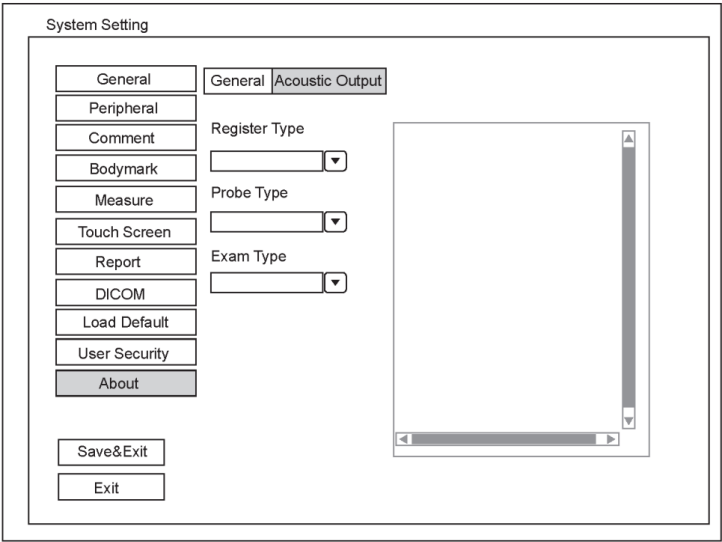 System Setting
General
Peripheral
Comment
Bodymark
Measure
Touch Screen
Report
DICOM
Load Default
User Security
About
Save&Exit
Exit
General Acoustic Output
Register Type
Probe Type
Exam Type